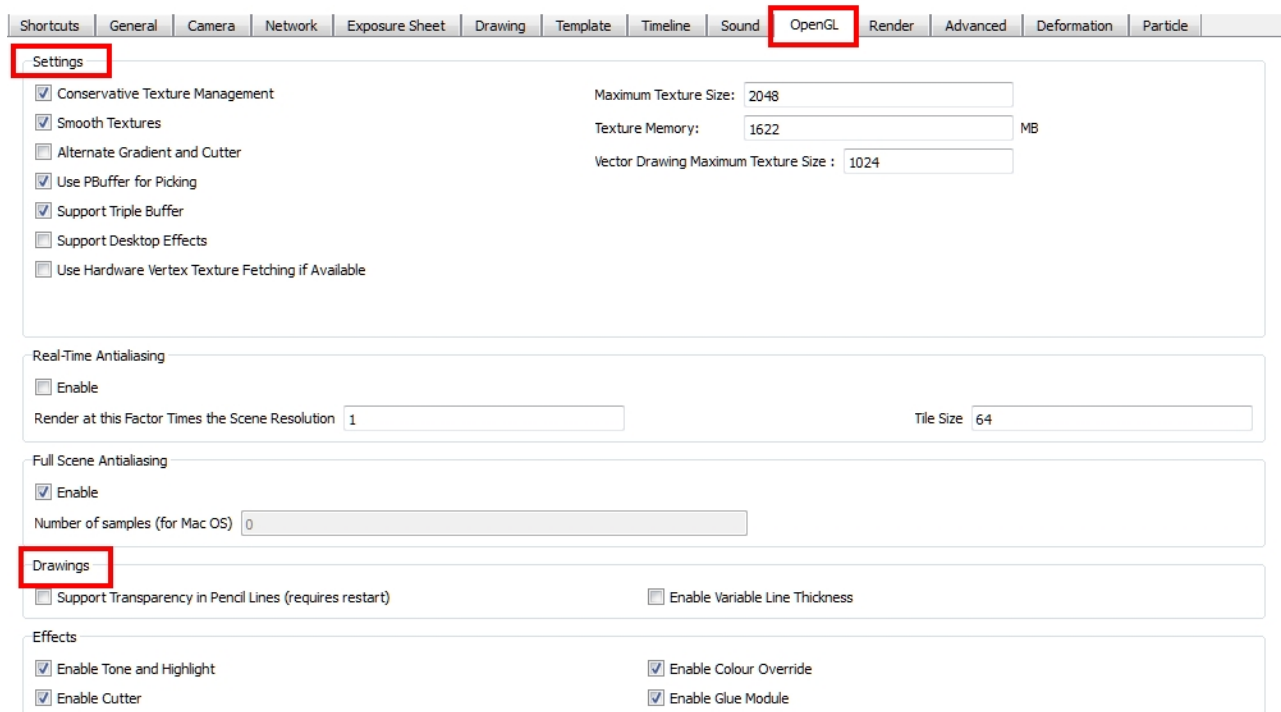 Shortcuts General Camera Network Exposure Sheet Drawing Template Timeline Sound OpenGL Render Advanced Deformation Particle
Settings
Conservative Texture Management
Smooth Textures
Alternate Gradient and Cutter
Use PBuffer for Picking
Support Triple Buffer
Support Desktop Effects
Use Hardware Vertex Texture Fetching if Available
Maximum Texture Size: 2048
Texture Memory: 1622 MB
Vector Drawing Maximum Texture Size : 1024
Real-Time Antialiasing
Enable
Render at this Factor Times the Scene Resolution 1 Tile Size 64
Full Scene Antialiasing
Enable
Number of samples (for Mac OS) 0
Drawings
Support Transparency in Pencil Lines (requires restart) Enable Variable Line Thickness
Effects
Enable Tone and Highlight Enable Colour Override
Enable Cutter Enable Glue Module